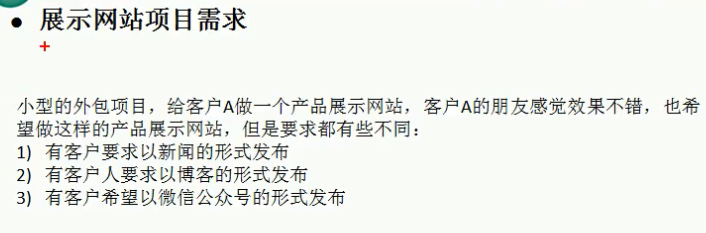 ● 展示网站项目需求
+
小型的外包项目，给客户A做一个产品展示网站，客户A的朋友感觉效果不错，也希
望做这样的产品展示网站，但是要求都有些不同：
1) 有客户要求以新闻的形式发布
2) 有客户人要求以博客的形式发布
3) 有客户希望以微信公众号的形式发布